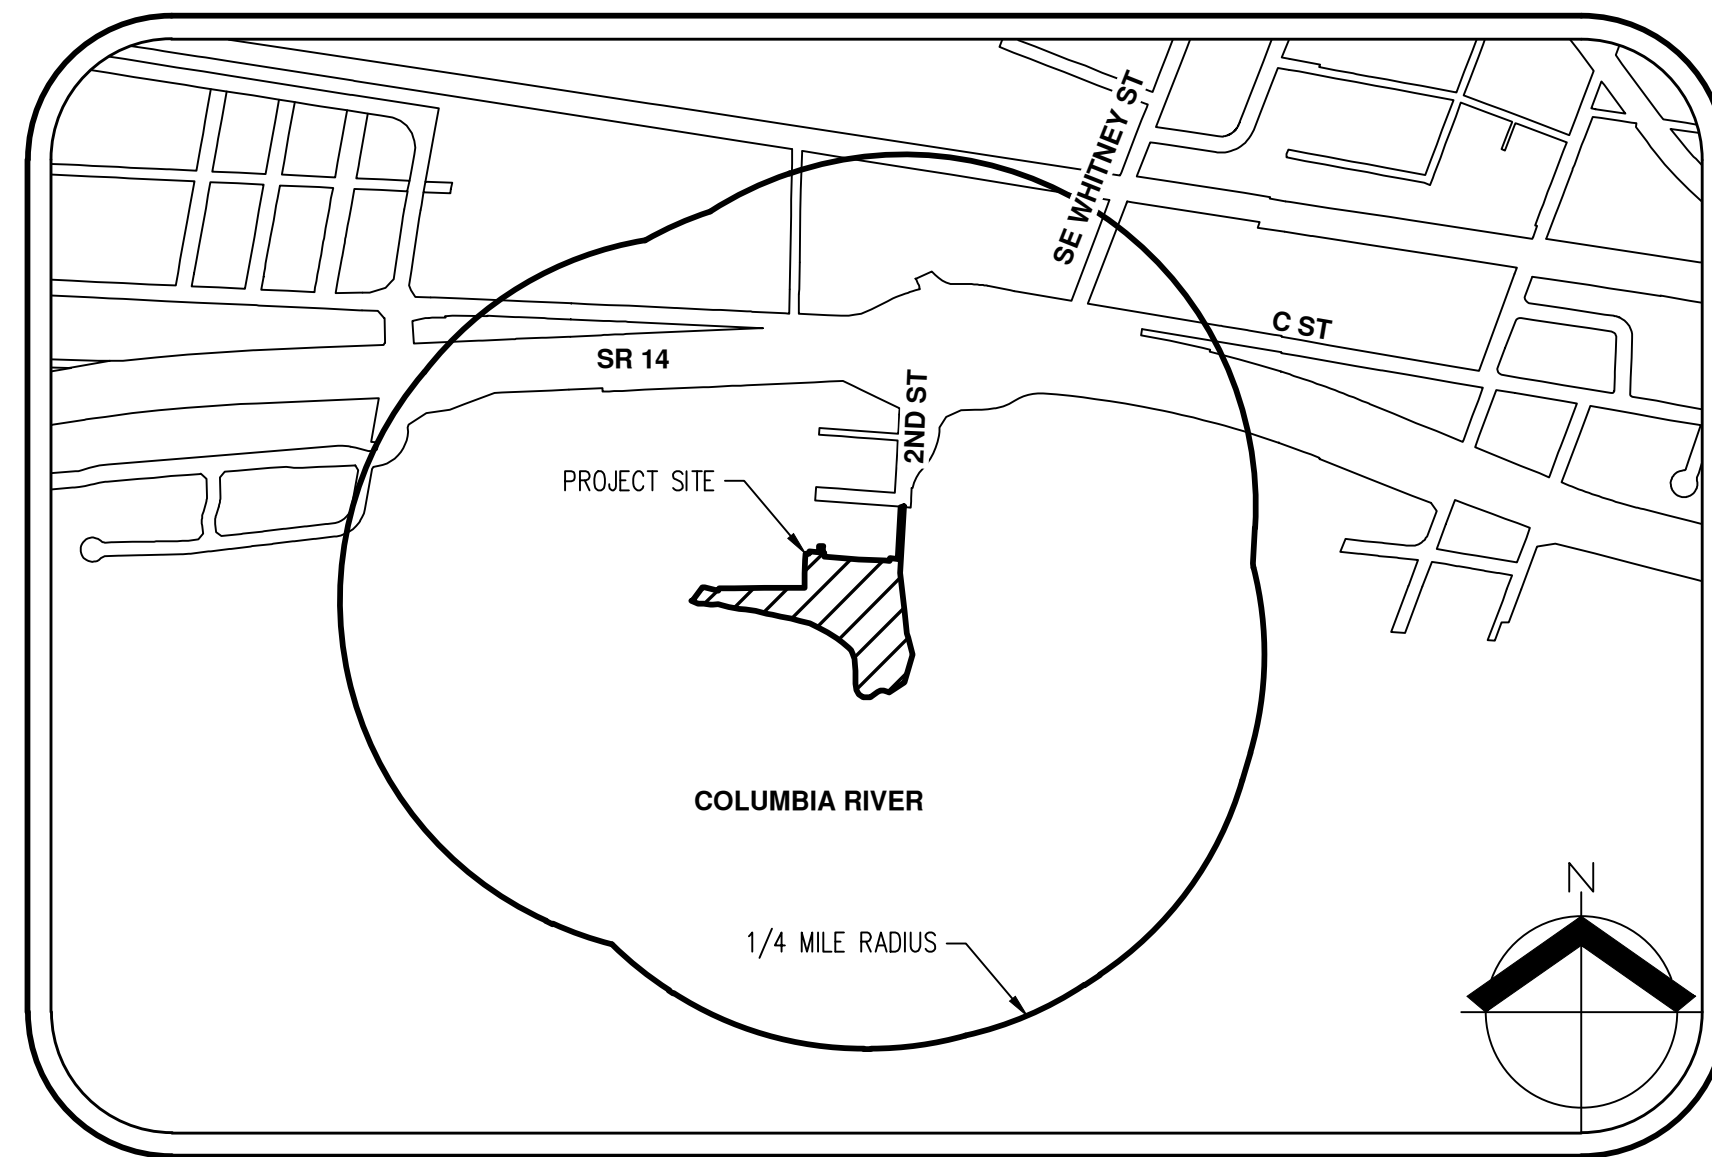 SE WHITNEY ST
C ST
SR 14
2ND ST
PROJECT SITE
COLUMBIA RIVER
1/4 MILE RADIUS
N